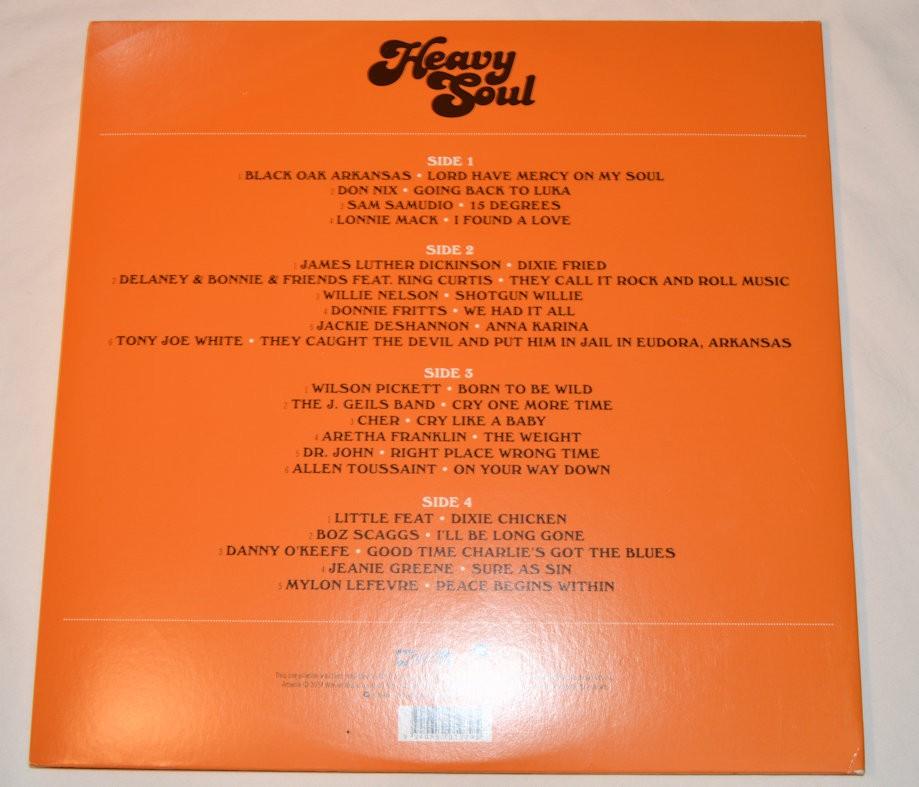 Heavy
Soul
SIDE 1
1 BLACK OAK ARKANSAS • LORD HAVE MERCY ON MY SOUL
2 DON NIX • GOING BACK TO LUKA
3 SAM SAMUDIO • 15 DEGREES
4 LONNIE MACK • I FOUND A LOVE
SIDE 2
1 JAMES LUTHER DICKINSON • DIXIE FRIED
2 DELANEY & BONNIE & FRIENDS FEAT. KING CURTIS • THEY CALL IT ROCK AND ROLL MUSIC
3 WILLIE NELSON • SHOTGUN WILLIE
4 DONNIE FRITTS • WE HAD IT ALL
5 JACKIE DESHANNON • ANNA KARINA
6 TONY JOE WHITE • THEY CAUGHT THE DEVIL AND PUT HIM IN JAIL IN EUDORA, ARKANSAS
SIDE 3
1 WILSON PICKETT • BORN TO BE WILD
2 THE J. GEILS BAND • CRY ONE MORE TIME
3 CHER • CRY LIKE A BABY
4 ARETHA FRANKLIN • THE WEIGHT
5 DR. JOHN • RIGHT PLACE WRONG TIME
6 ALLEN TOUSSAINT • ON YOUR WAY DOWN
SIDE 4
1 LITTLE FEAT • DIXIE CHICKEN
2 BOZ SCAGGS • I'LL BE LONG GONE
3 DANNY O'KEEFE • GOOD TIME CHARLIE'S GOT THE BLUES
4 JEANIE GREENE • SURE AS SIN
5 MYLON LEFEVRE • PEACE BEGINS WITHIN